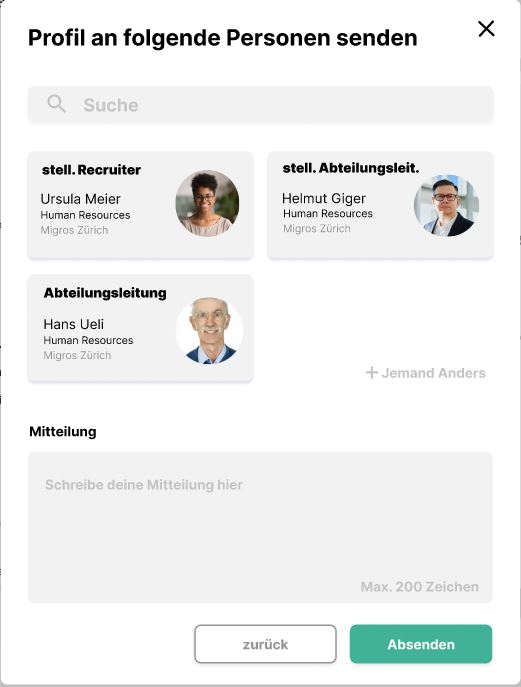 Profil an folgende Personen senden
Suche
stell. Recruiter
Ursula Meier
Human Resources
Migros Zürich
stell. Abteilungsleit.
Helmut Giger
Human Resources
Migros Zürich
Abteilungsleitung
Hans Ueli
Human Resources
Migros Zürich
Jemand Anders
Mitteilung
Schreibe deine Mitteilung hier
Max. 200 Zeichen
zurück
Absenden